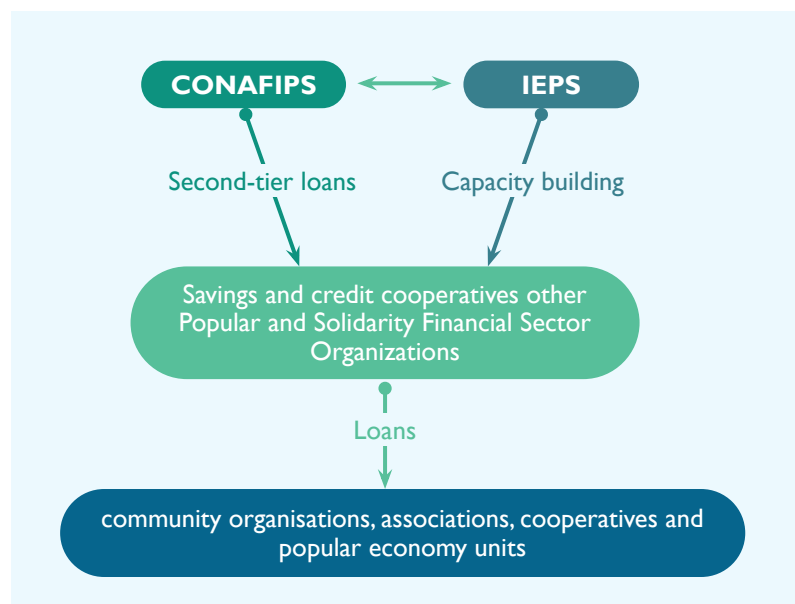 CONAFIPS
IEPS
Second-tier loans
Capacity building
Savings and credit cooperatives other
Popular and Solidarity Financial Sector
Organizations
Loans
community organisations, associations, cooperatives and
popular economy units